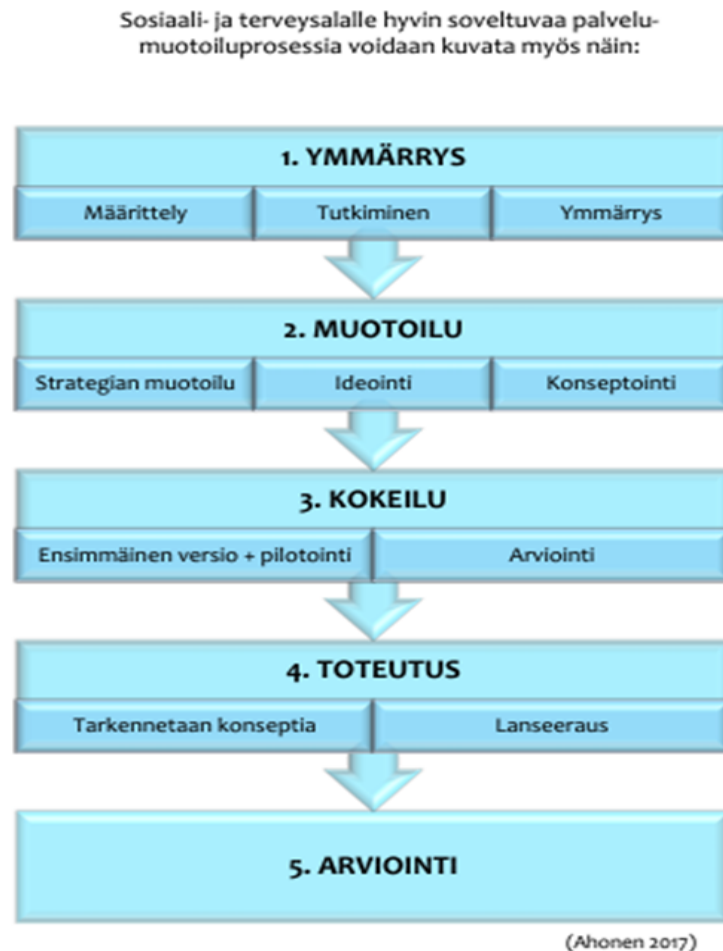 Sosiaali- ja terveysalalle hyvin soveltuvaa palvelu-
muotoiluprosessia voidaan kuvata myös näin:
1. YMMÄRRYS
Määrittely Tutkiminen Ymmärrys
2. MUOTOILU
Strategian muotoilu Ideointi Konseptointi
3. KOKEILU
Ensimmäinen versio + pilotointi Arviointi
4. TOTEUTUS
Tarkennetaan konseptia Lanseeraus
5. ARVIOINTI
(Ahonen 2017)